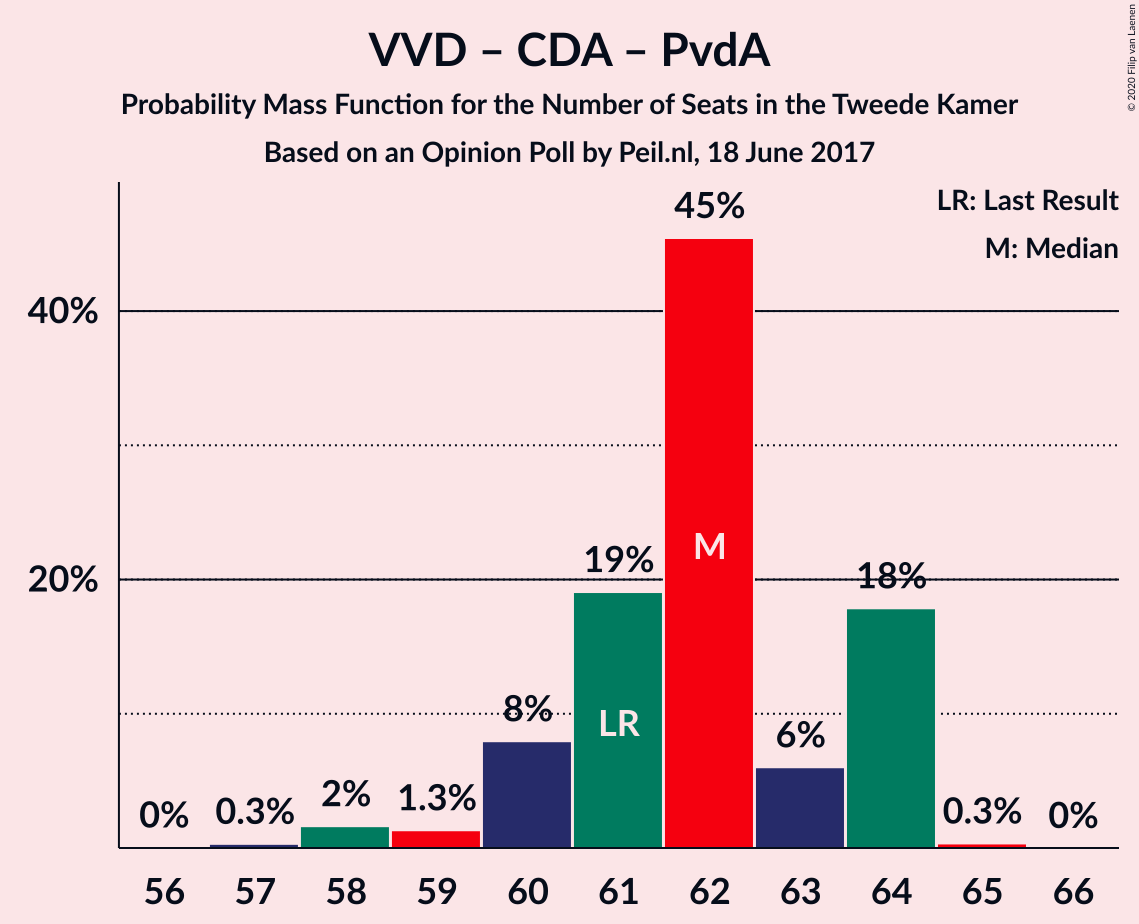 VVD – CDA – PvdA
Probability Mass Function for the Number of Seats in the Tweede Kamer
Based on an Opinion Poll by Peil.nl, 18 June 2017
© 2020 Filip van Laenen
LR: Last Result
M: Median
40%
20%
0%
0.3%
2%
1.3%
8%
19%
45%
6%
18%
0.3%
0%
LR
M
56 57 58 59 60 61 62 63 64 65 66